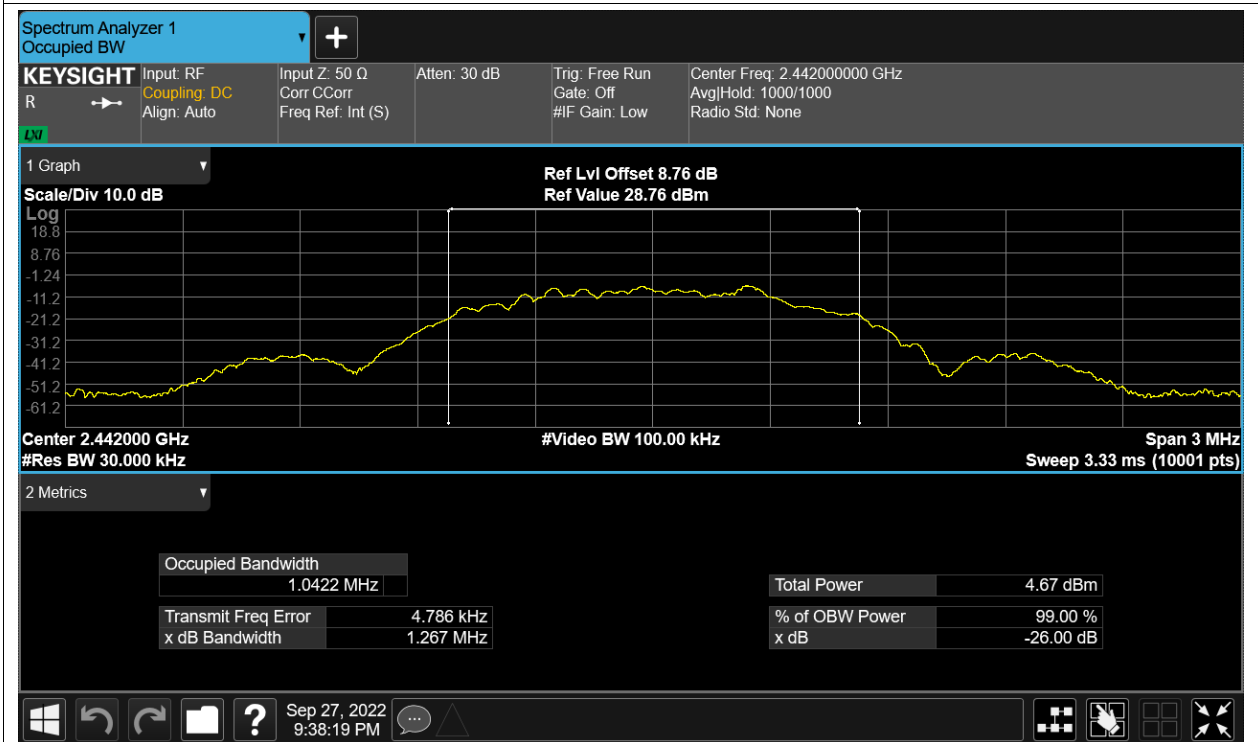 Spectrum Analyzer 1
Occupied BW
KEYSIGHT
R
LXI
Input: RF
Coupling: DC
Align: Auto
Input Z: 50 Ω
Corr CCorr
Freq Ref: Int (S)
Atten: 30 dB
Trig: Free Run
Gate: Off
#IF Gain: Low
Center Freq: 2.442000000 GHz
Avg|Hold: 1000/1000
Radio Std: None
1 Graph
Scale/Div 10.0 dB
Ref Lvl Offset 8.76 dB
Ref Value 28.76 dBm
Log
18.8
8.76
-1.24
-11.2
-21.2
-31.2
-41.2
-51.2
-61.2
Center 2.442000 GHz
#Res BW 30.000 kHz
#Video BW 100.00 kHz
Span 3 MHz
Sweep 3.33 ms (10001 pts)
2 Metrics
Occupied Bandwidth
1.0422 MHz
Transmit Freq Error 4.786 kHz
x dB Bandwidth 1.267 MHz
Total Power 4.67 dBm
% of OBW Power 99.00 %
x dB -26.00 dB
?
Sep 27, 2022
9:38:19 PM